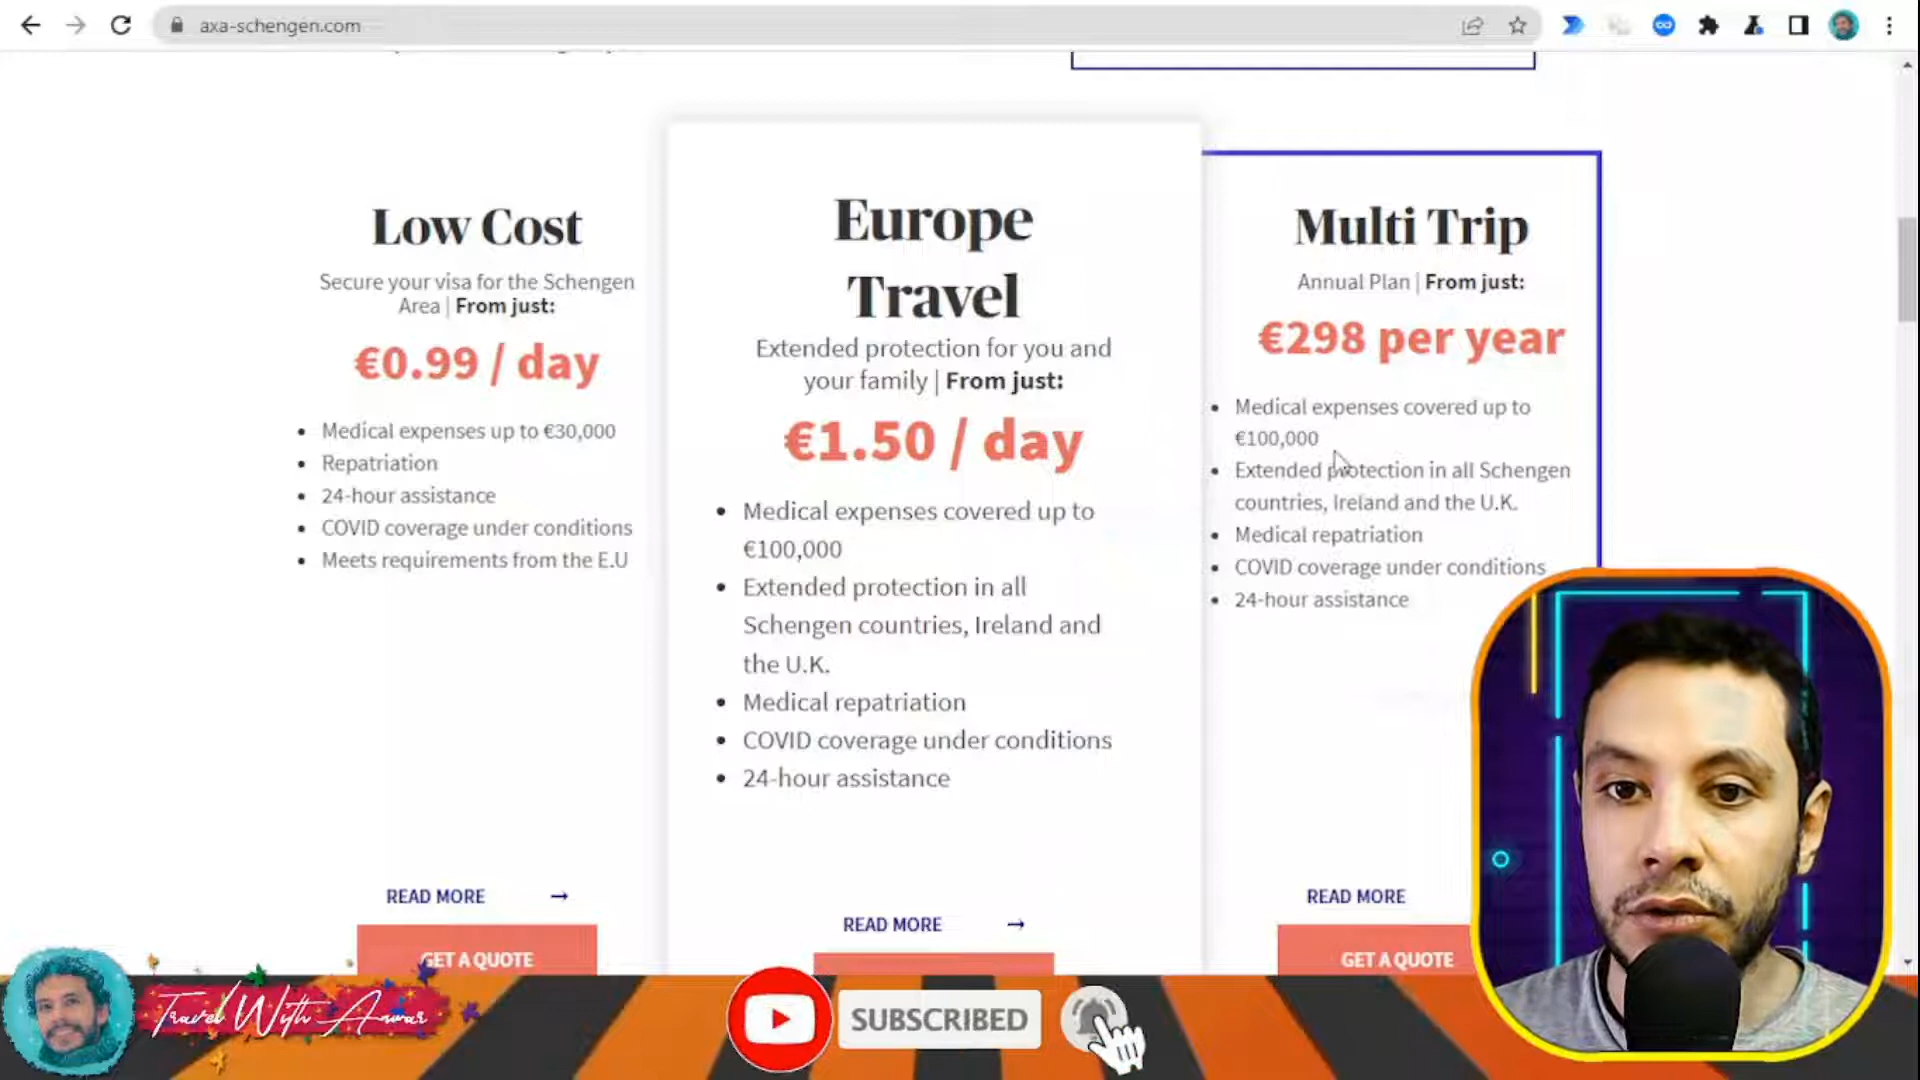 axa-schengen.com
Low Cost
Secure your visa for the Schengen
Area | From just:
€0.99 / day
• Medical expenses up to €30,000
• Repatriation
• 24-hour assistance
• COVID coverage under conditions
• Meets requirements from the E.U
READ MORE →
GET A QUOTE
Europe
Travel
Extended protection for you and
your family | From just:
€1.50 / day
• Medical expenses covered up to
€100,000
• Extended protection in all
Schengen countries, Ireland and
the U.K.
• Medical repatriation
• COVID coverage under conditions
• 24-hour assistance
READ MORE →
Multi Trip
Annual Plan | From just:
€298 per year
• Medical expenses covered up to
€100,000
• Extended protection in all Schengen
countries, Ireland and the U.K.
• Medical repatriation
• COVID coverage under conditions
• 24-hour assistance
READ MORE
GET A QUOTE
Travel With Anwar
SUBSCRIBED